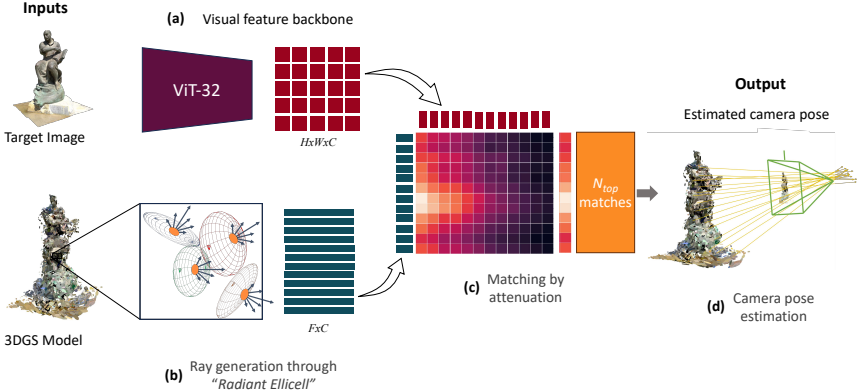 Inputs
(a) Visual feature backbone
ViT-32
HxWxC
Target Image
3DGS Model
FxC
(b) Ray generation through
"Radiant Ellicell"
N_top
matches
(c) Matching by
attenuation
Output
Estimated camera pose
(d) Camera pose
estimation